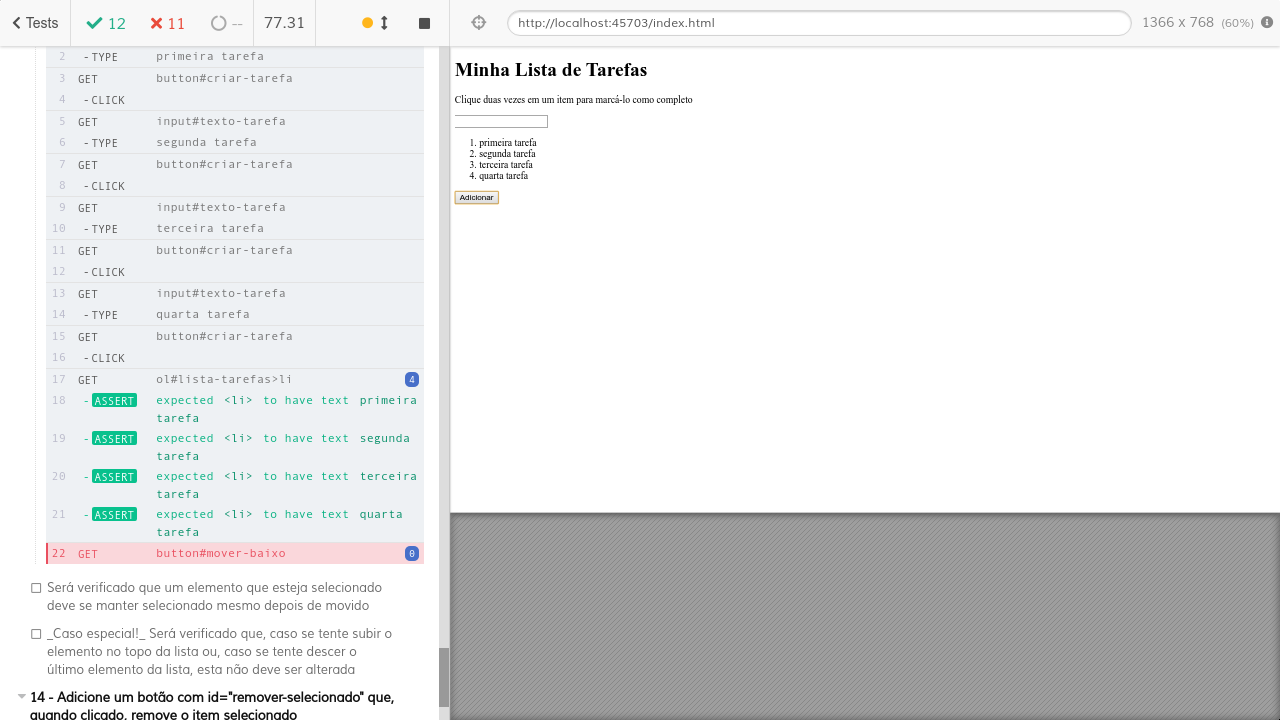 Tests 12 11 -- 77.31 http://localhost:45703/index.html 1366 x 768 (60%)
2 -TYPE primeira tarefa
3 GET button#criar-tarefa
4 -CLICK
5 GET input#texto-tarefa
6 -TYPE segunda tarefa
7 GET button#criar-tarefa
8 -CLICK
9 GET input#texto-tarefa
10 -TYPE terceira tarefa
11 GET button#criar-tarefa
12 -CLICK
13 GET input#texto-tarefa
14 -TYPE quarta tarefa
15 GET button#criar-tarefa
16 -CLICK
17 GET ol#lista-tarefas>li 4
18 -ASSERT expected <li> to have text primeira
tarefa
19 -ASSERT expected <li> to have text segunda
tarefa
20 -ASSERT expected <li> to have text terceira
tarefa
21 -ASSERT expected <li> to have text quarta
tarefa
22 GET button#mover-baixo 0
Será verificado que um elemento que esteja selecionado
deve se manter selecionado mesmo depois de movido
_Caso especial!_ Será verificado que, caso se tente subir o
elemento no topo da lista ou, caso se tente descer o
último elemento da lista, esta não deve ser alterada
14 - Adicione um botão com id="remover-selecionado" que,
quando clicado, remove o item selecionado
Minha Lista de Tarefas
Clique duas vezes em um item para marcá-lo como completo
1. primeira tarefa
2. segunda tarefa
3. terceira tarefa
4. quarta tarefa
Adicionar